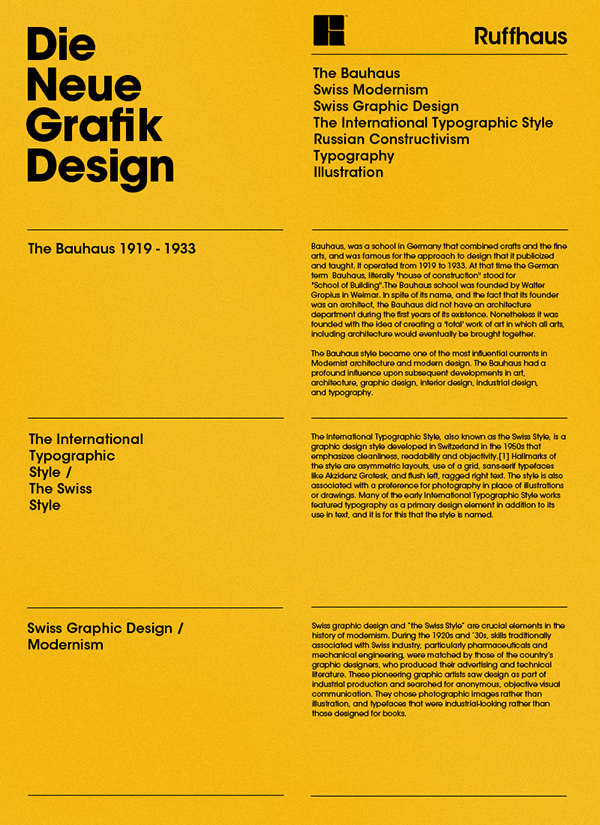 Die
Neue
Grafik
Design
Ruffhaus
The Bauhaus
Swiss Modernism
Swiss Graphic Design
The International Typographic Style
Russian Constructivism
Typography
Illustration
The Bauhaus 1919 - 1933
Bauhaus, was a school in Germany that combined crafts and the fine
arts, and was famous for the approach to design that it publicized
and taught. It operated from 1919 to 1933. At that time the German
term Bauhaus, literally "house of construction" stood for
"School of Building".The Bauhaus school was founded by Walter
Gropius in Weimar. In spite of its name, and the fact that its founder
was an architect, the Bauhaus did not have an architecture
department during the first years of its existence. Nonetheless it was
founded with the idea of creating a 'total' work of art in which all arts,
including architecture would eventually be brought together.
The Bauhaus style became one of the most influential currents in
Modernist architecture and modern design. The Bauhaus had a
profound influence upon subsequent developments in art,
architecture, graphic design, interior design, industrial design,
and typography.
The International
Typographic
Style /
The Swiss
Style
The International Typographic Style, also known as the Swiss Style, is a
graphic design style developed in Switzerland in the 1950s that
emphasizes cleanliness, readability and objectivity.[1] Hallmarks of
the style are asymmetric layouts, use of a grid, sans-serif typefaces
like Akzidenz Grotesk, and flush left, ragged right text. The style is also
associated with a preference for photography in place of illustrations
or drawings. Many of the early International Typographic Style works
featured typography as a primary design element in addition to its
use in text, and it is for this that the style is named.
Swiss Graphic Design /
Modernism
Swiss graphic design and "the Swiss Style" are crucial elements in the
history of modernism. During the 1920s and '30s, skills traditionally
associated with Swiss industry, particularly pharmaceuticals and
mechanical engineering, were matched by those of the country's
graphic designers, who produced their advertising and technical
literature. These pioneering graphic artists saw design as part of
industrial production and searched for anonymous, objective visual
communication. They chose photographic images rather than
illustration, and typefaces that were industrial-looking rather than
those designed for books.